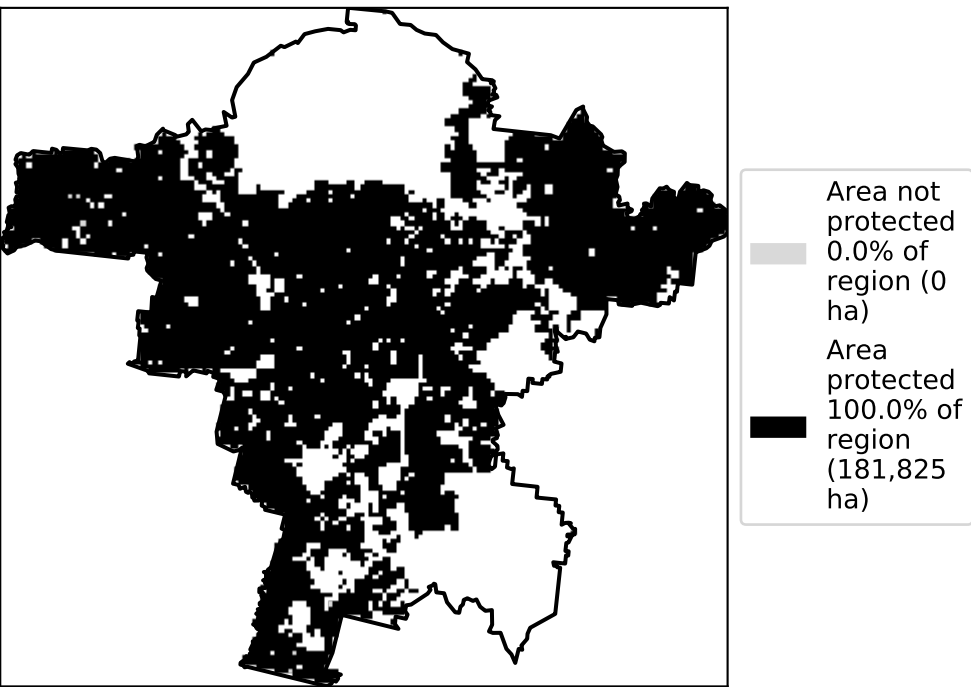 Area not
protected
0.0% of
region (0
ha)
Area
protected
100.0% of
region
(181,825
ha)